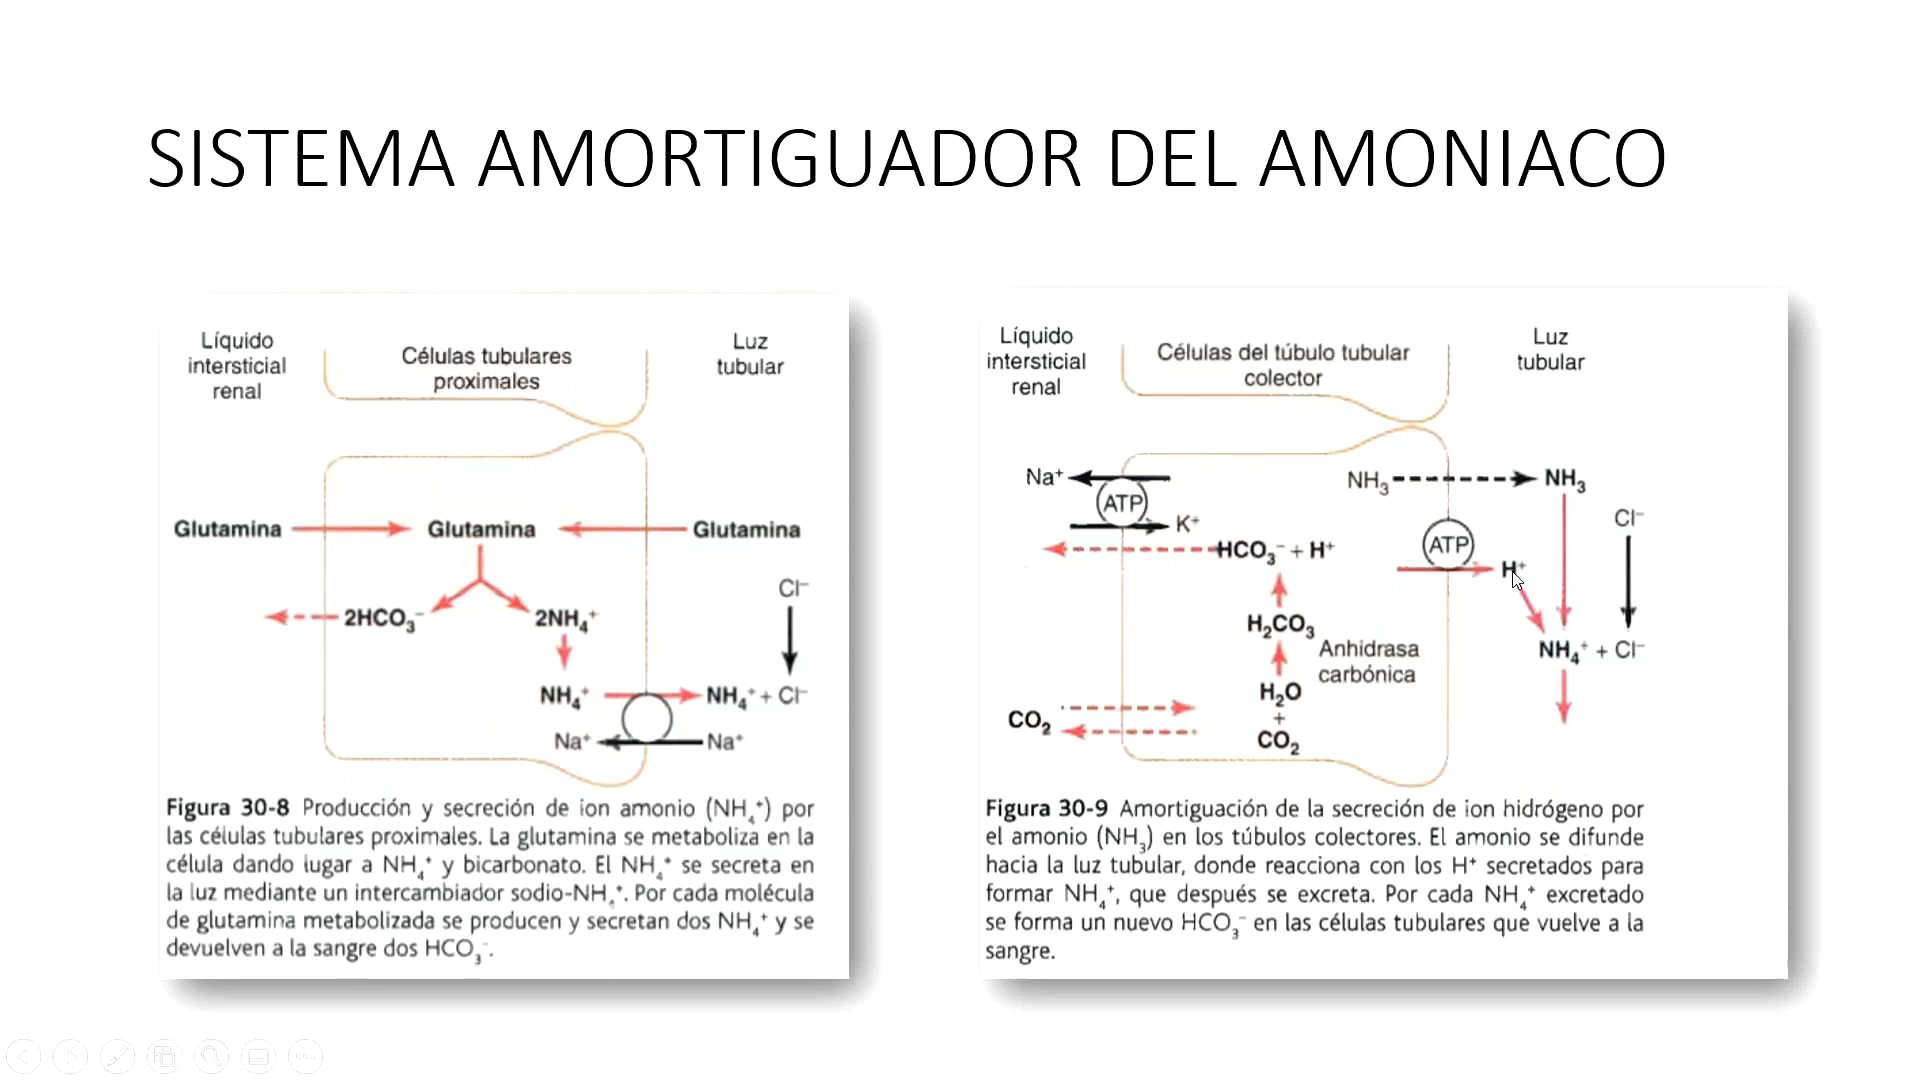 SISTEMA AMORTIGUADOR DEL AMONIACO
Líquido
intersticial
renal
Células tubulares
proximales
Luz
tubular
Glutamina
Glutamina
Glutamina
Cl⁻
2HCO₃⁻
2NH₄⁺
NH₄⁺
NH₄⁺ + Cl⁻
Na⁺
Na⁺
Figura 30-8 Producción y secreción de ion amonio (NH₄⁺) por
las células tubulares proximales. La glutamina se metaboliza en la
célula dando lugar a NH₄⁺ y bicarbonato. El NH₄⁺ se secreta en
la luz mediante un intercambiador sodio-NH₄⁺. Por cada molécula
de glutamina metabolizada se producen y secretan dos NH₄⁺ y se
devuelven a la sangre dos HCO₃⁻.
Líquido
intersticial
renal
Células del túbulo tubular
colector
Luz
tubular
Na⁺
ATP
K⁺
NH₃
NH₃
Cl⁻
HCO₃⁻ + H⁺
ATP
H⁺
H₂CO₃
Anhidrasa
carbónica
NH₄⁺ + Cl⁻
H₂O
+
CO₂
CO₂
Figura 30-9 Amortiguación de la secreción de ion hidrógeno por
el amonio (NH₃) en los túbulos colectores. El amonio se difunde
hacia la luz tubular, donde reacciona con los H⁺ secretados para
formar NH₄⁺, que después se excreta. Por cada NH₄⁺ excretado
se forma un nuevo HCO₃⁻ en las células tubulares que vuelve a la
sangre.